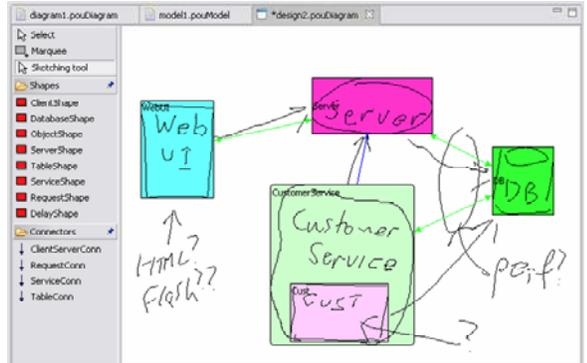 diagram1.pouDiagram
model1.pouModel
*design2.pouDiagram
Select
Marquee
Sketching tool
Shapes
ClientShape
DatabaseShape
ObjectShape
ServerShape
TableShape
ServiceShape
RequestShape
DelayShape
Connectors
ClientServerConn
RequestConn
ServiceConn
TableConn
WebUI
Web
UI
Server
Server
DB
DB
CustomerService
Customer
Service
Cust
CUST
HTML?
Flash??
perf?
?